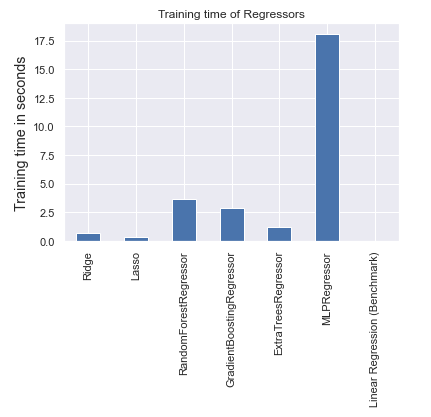 Training time of Regressors
Training time in seconds
17.5
15.0
12.5
10.0
7.5
5.0
2.5
0.0
Ridge
Lasso
RandomForestRegressor
GradientBoostingRegressor
ExtraTreesRegressor
MLPRegressor
Linear Regression (Benchmark)